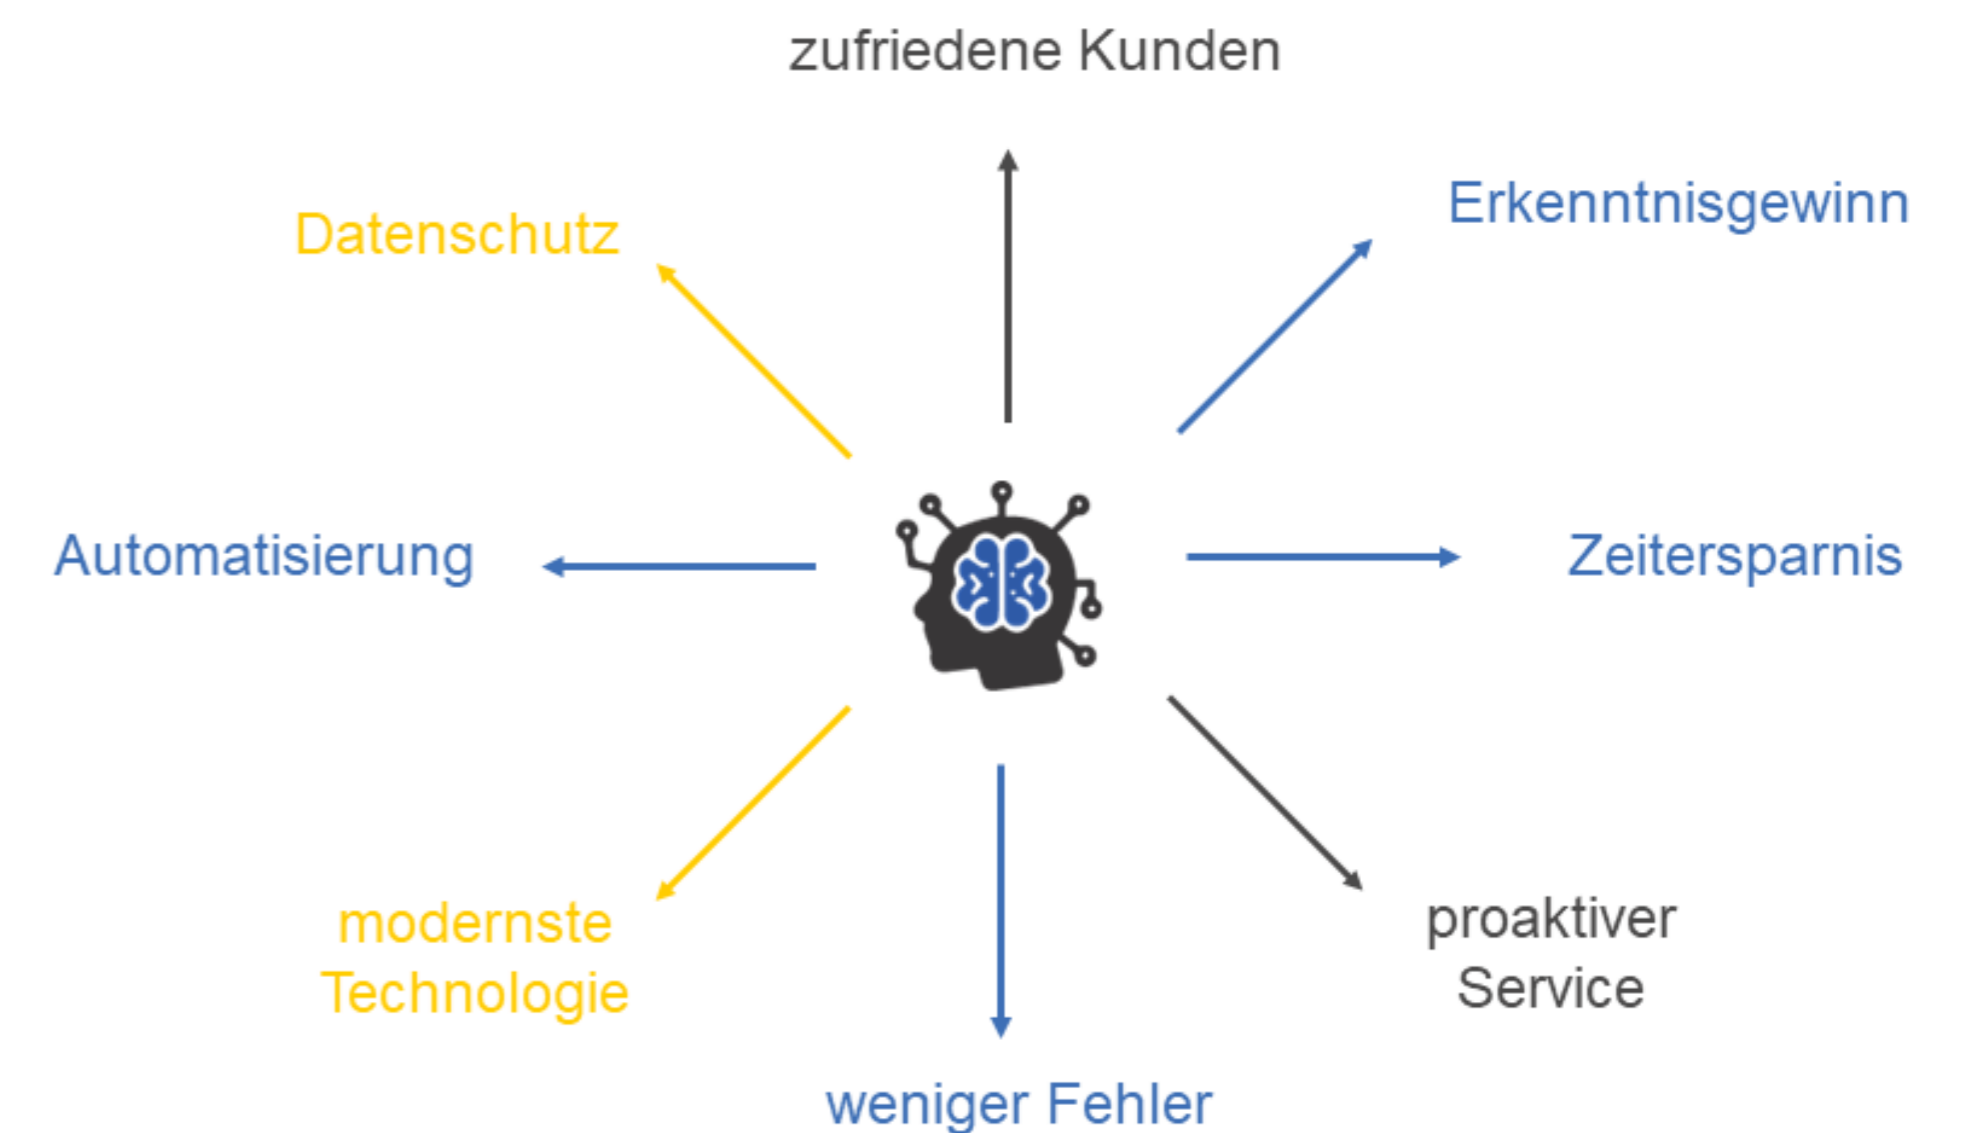 zufriedene Kunden
Erkenntnisgewinn
Datenschutz
Automatisierung
Zeitersparnis
modernste
Technologie
proaktiver
Service
weniger Fehler